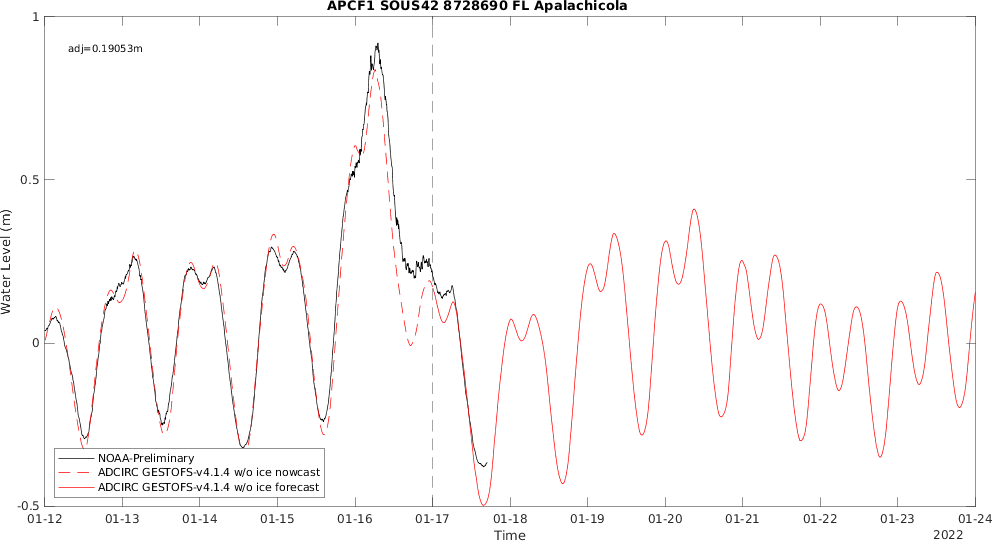 APCF1 SOUS42 8728690 FL Apalachicola
adj=0.19053m
Water Level (m)
1
0.5
0
-0.5
NOAA-Preliminary
ADCIRC GESTOFS-v4.1.4 w/o ice nowcast
ADCIRC GESTOFS-v4.1.4 w/o ice forecast
01-12 01-13 01-14 01-15 01-16 01-17 01-18 01-19 01-20 01-21 01-22 01-23 01-24
Time
2022